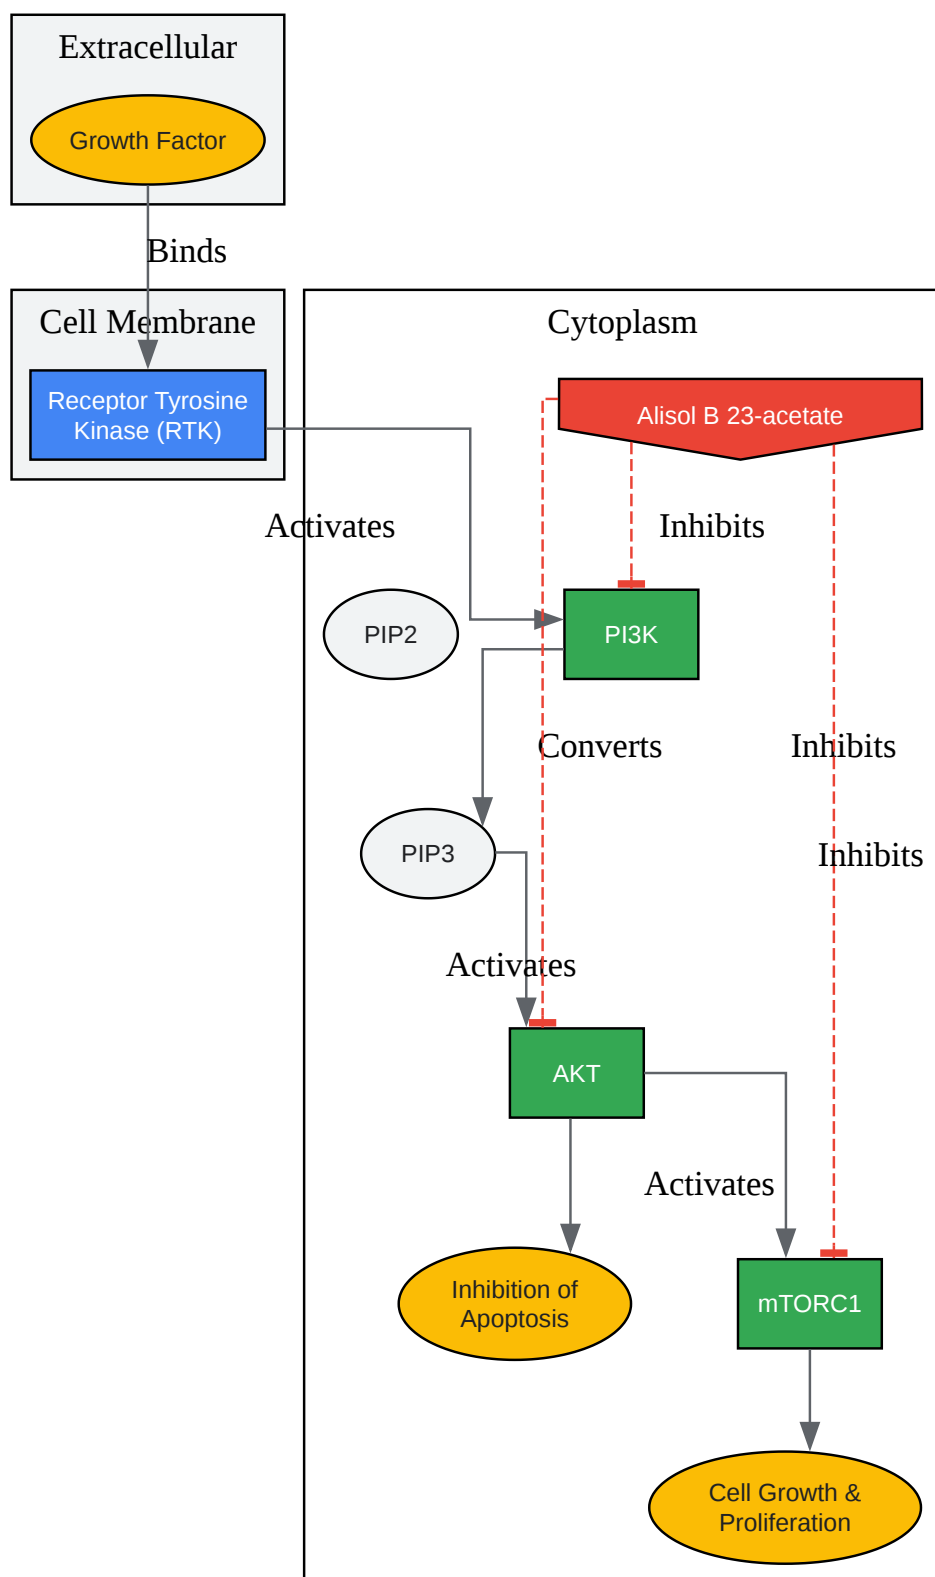 Extracellular
Growth Factor
Binds
Cell Membrane
Cytoplasm
Receptor Tyrosine
Kinase (RTK)
Alisol B 23-acetate
Activates
Inhibits
PIP2
PI3K
Converts
Inhibits
PIP3
Inhibits
Activates
AKT
Activates
Inhibition of
Apoptosis
mTORC1
Cell Growth &
Proliferation